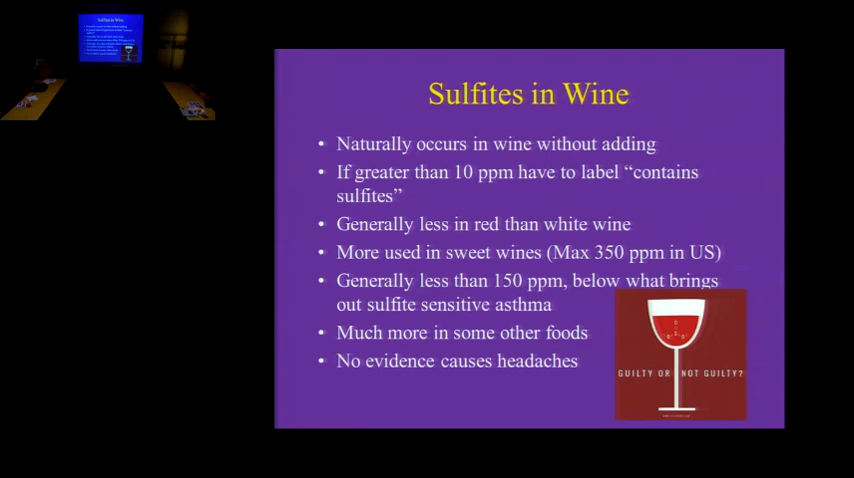 Sulfites in Wine
• Naturally occurs in wine without adding
• If greater than 10 ppm have to label “contains
sulfites”
• Generally less in red than white wine
• More used in sweet wines (Max 350 ppm in US)
• Generally less than 150 ppm, below what brings
out sulfite sensitive asthma
• Much more in some other foods
• No evidence causes headaches
GUILTY OR NOT GUILTY?